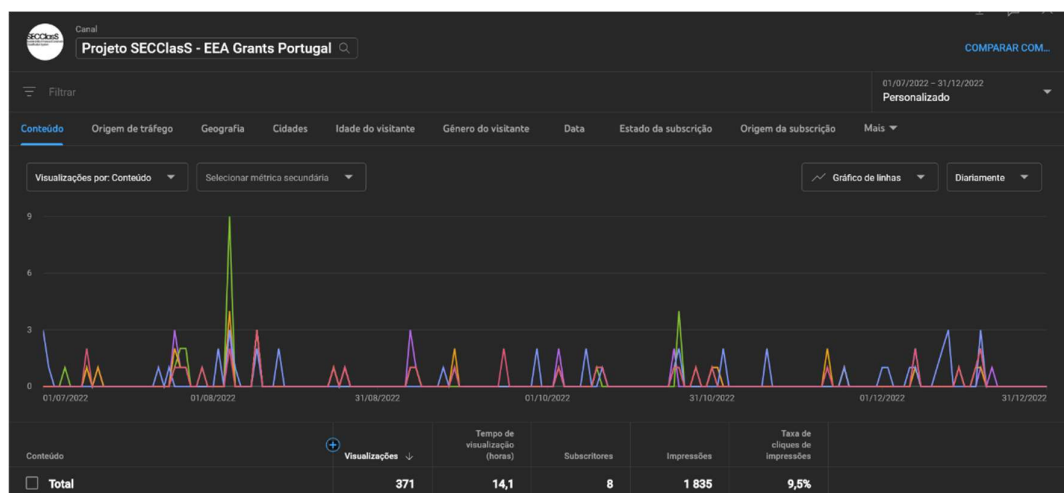 SECClasS
Canal
Projeto SECClasS - EEA Grants Portugal
COMPARAR COM...
Filtrar
01/07/2022 – 31/12/2022
Personalizado
Conteúdo Origem de tráfego Geografia Cidades Idade do visitante Género do visitante Data Estado da subscrição Origem da subscrição Mais
Visualizações por: Conteúdo Selecionar métrica secundária Gráfico de linhas Diariamente
9
6
3
0
01/07/2022 01/08/2022 31/08/2022 01/10/2022 31/10/2022 01/12/2022 31/12/2022
Conteúdo Visualizações Tempo de visualização (horas) Subscritores Impressões Taxa de cliques de impressões
Total 371 14,1 8 1 835 9,5%